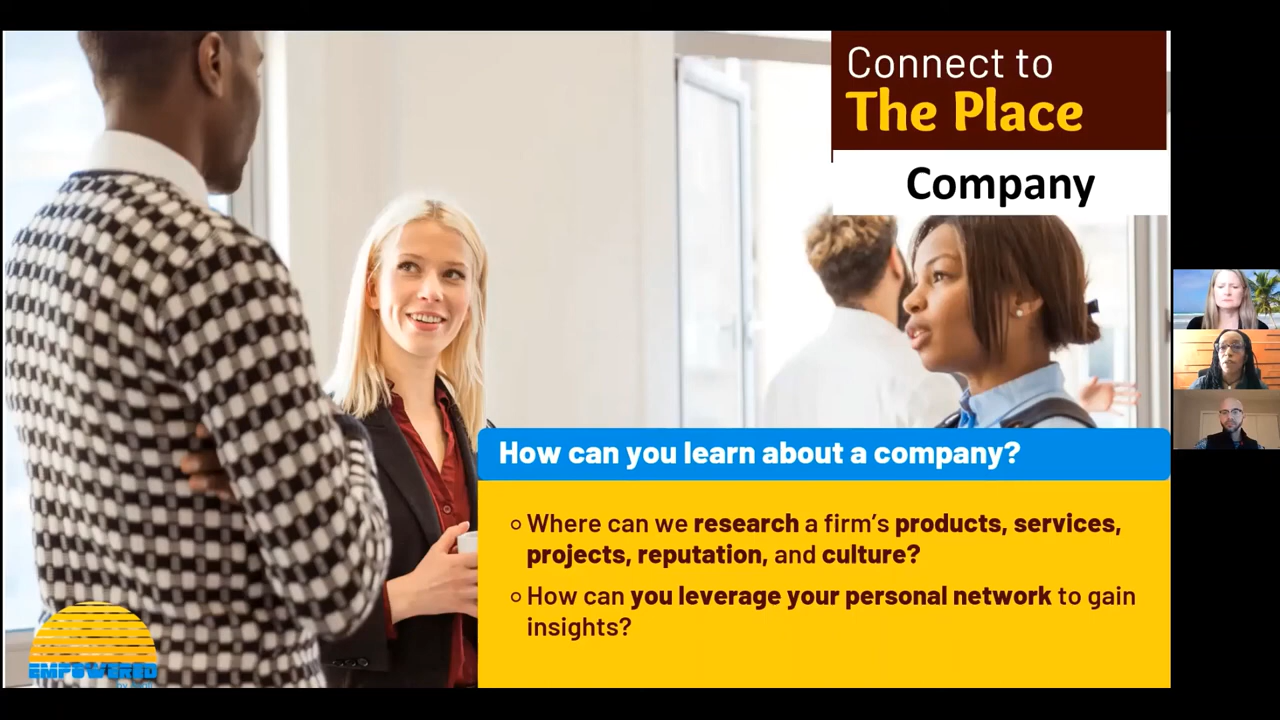 Connect to
The Place
Company
How can you learn about a company?
Where can we research a firm’s products, services,
projects, reputation, and culture?
How can you leverage your personal network to gain
insights?
EMPOWERED